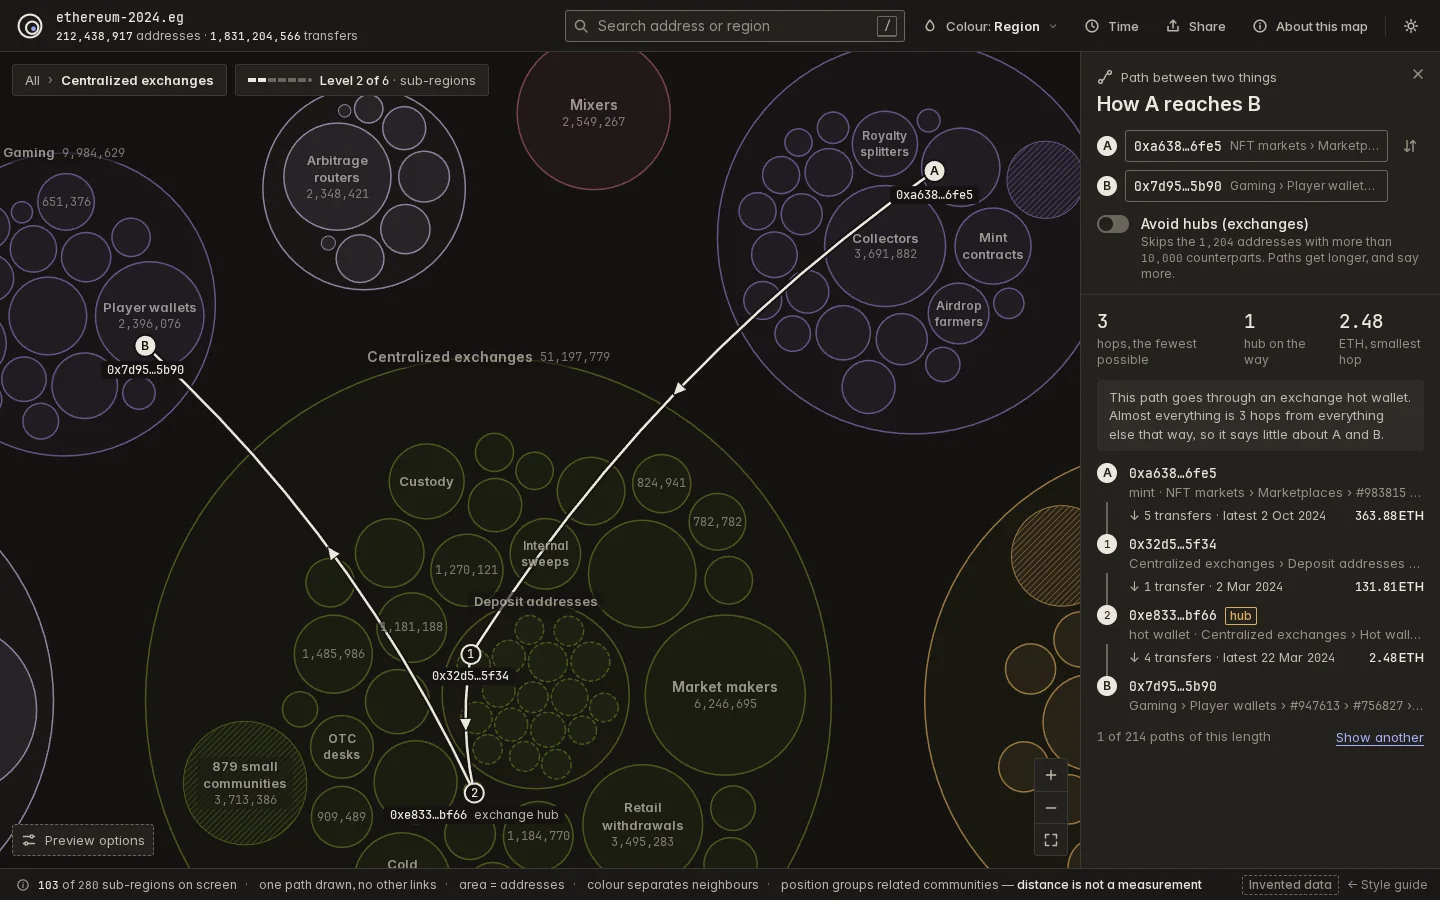 ethereum-2024.eg
212,438,917 addresses · 1,831,204,566 transfers
Search address or region /
Colour: Region
Time
Share
About this map
All › Centralized exchanges
Level 2 of 6 · sub-regions
Mixers
2,549,267
Gaming 9,984,629
651,376
Player wallets
2,396,076
B
0x7d95…5b90
Arbitrage
routers
2,348,421
Royalty
splitters
A
0xa638…6fe5
Collectors
3,691,882
Mint
contracts
Airdrop
farmers
Centralized exchanges 51,197,779
Custody
824,941
782,782
Internal
sweeps
1,270,121
Deposit addresses
1,181,188
1,485,986
1
0x32d5…5f34
Market makers
6,246,695
OTC
desks
879 small
communities
3,713,386
2
0xe833…bf66 exchange hub
909,489
1,184,770
Retail
withdrawals
3,495,283
Cold
Preview options
Path between two things
How A reaches B
A 0xa638…6fe5 NFT markets › Marketp…
B 0x7d95…5b90 Gaming › Player wallet…
Avoid hubs (exchanges)
Skips the 1,204 addresses with more than
10,000 counterparts. Paths get longer, and say
more.
3
hops, the fewest
possible
1
hub on the
way
2.48
ETH, smallest
hop
This path goes through an exchange hot wallet.
Almost everything is 3 hops from everything
else that way, so it says little about A and B.
A 0xa638…6fe5
mint · NFT markets › Marketplaces › #983815 …
↓ 5 transfers · latest 2 Oct 2024 363.88 ETH
1 0x32d5…5f34
Centralized exchanges › Deposit addresses …
↓ 1 transfer · 2 Mar 2024 131.81 ETH
2 0xe833…bf66 hub
hot wallet · Centralized exchanges › Hot wall…
↓ 4 transfers · latest 22 Mar 2024 2.48 ETH
B 0x7d95…5b90
Gaming › Player wallets › #947613 › #756827 ›…
1 of 214 paths of this length Show another
103 of 280 sub-regions on screen · one path drawn, no other links · area = addresses · colour separates neighbours · position groups related communities — distance is not a measurement
Invented data
← Style guide